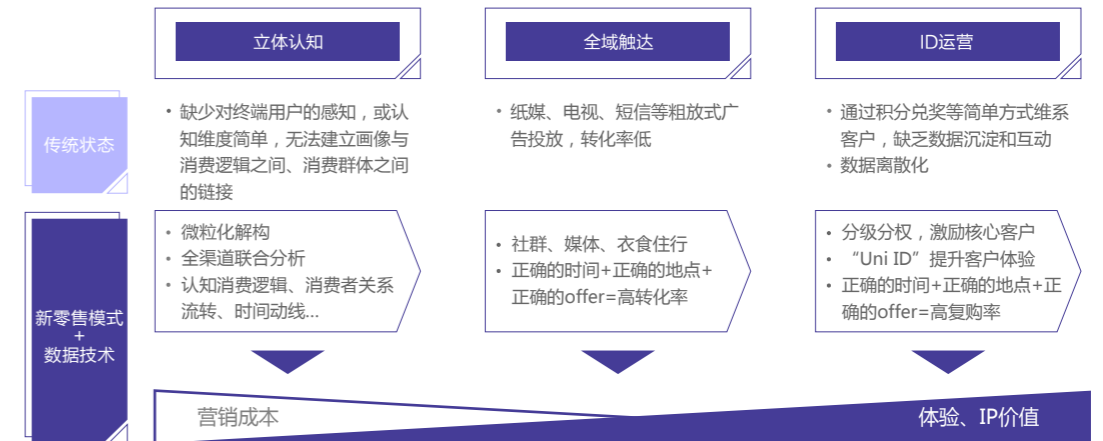 立体认知
全域触达
ID运营
传统状态
• 缺少对终端用户的感知，或认
知维度简单，无法建立画像与
消费逻辑之间、消费群体之间
的链接
• 纸媒、电视、短信等粗放式广
告投放，转化率低
• 通过积分兑奖等简单方式维系
客户，缺乏数据沉淀和互动
• 数据离散化
新零售模式
+
数据技术
• 微粒化解构
• 全渠道联合分析
• 认知消费逻辑、消费者关系
流转、时间动线...
• 社群、媒体、衣食住行
• 正确的时间+正确的地点+
正确的offer=高转化率
• 分级分权，激励核心客户
• “Uni ID”提升客户体验
• 正确的时间+正确的地点+正
确的offer=高复购率
营销成本
体验、IP价值